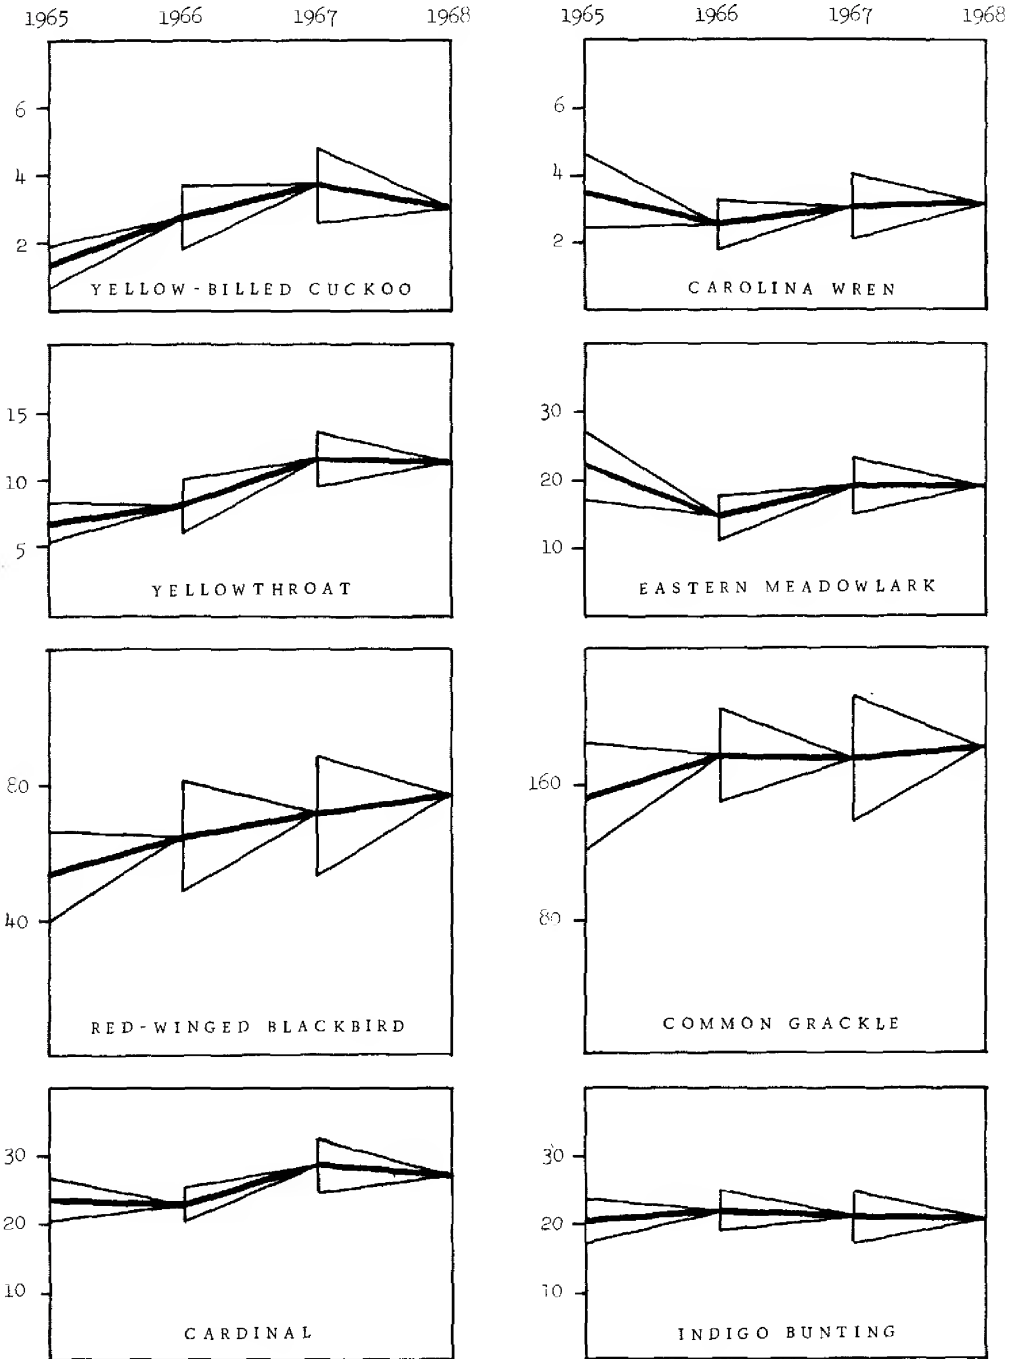 1965 1966 1967 1968
1965 1966 1967 1968
6
4
2
YELLOW-BILLED CUCKOO
6
4
2
CAROLINA WREN
15
10
5
YELLOWTHROAT
30
20
10
EASTERN MEADOWLARK
80
40
RED-WINGED BLACKBIRD
160
80
COMMON GRACKLE
30
20
10
CARDINAL
30
20
10
INDIGO BUNTING